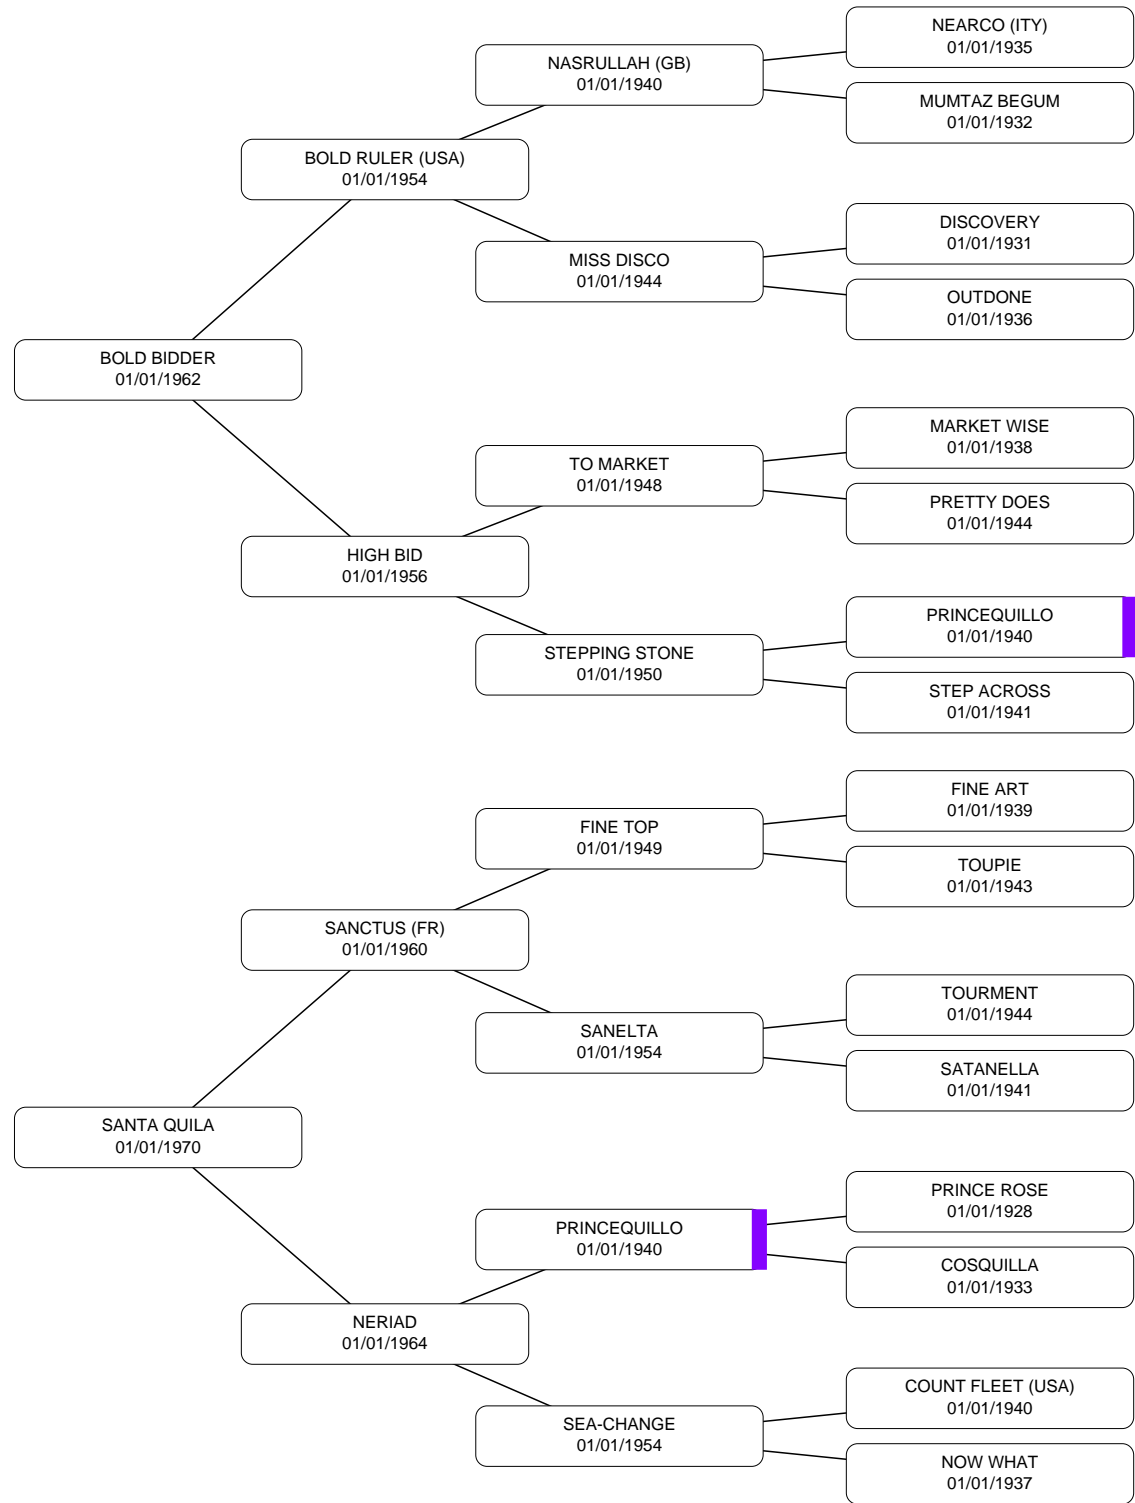 NEARCO (ITY)
01/01/1935
NASRULLAH (GB)
01/01/1940
MUMTAZ BEGUM
01/01/1932
BOLD RULER (USA)
01/01/1954
DISCOVERY
01/01/1931
MISS DISCO
01/01/1944
OUTDONE
01/01/1936
BOLD BIDDER
01/01/1962
MARKET WISE
01/01/1938
TO MARKET
01/01/1948
PRETTY DOES
01/01/1944
HIGH BID
01/01/1956
PRINCEQUILLO
01/01/1940
STEPPING STONE
01/01/1950
STEP ACROSS
01/01/1941
FINE ART
01/01/1939
FINE TOP
01/01/1949
TOUPIE
01/01/1943
SANCTUS (FR)
01/01/1960
TOURMENT
01/01/1944
SANELTA
01/01/1954
SATANELLA
01/01/1941
SANTA QUILA
01/01/1970
PRINCE ROSE
01/01/1928
PRINCEQUILLO
01/01/1940
COSQUILLA
01/01/1933
NERIAD
01/01/1964
COUNT FLEET (USA)
01/01/1940
SEA-CHANGE
01/01/1954
NOW WHAT
01/01/1937